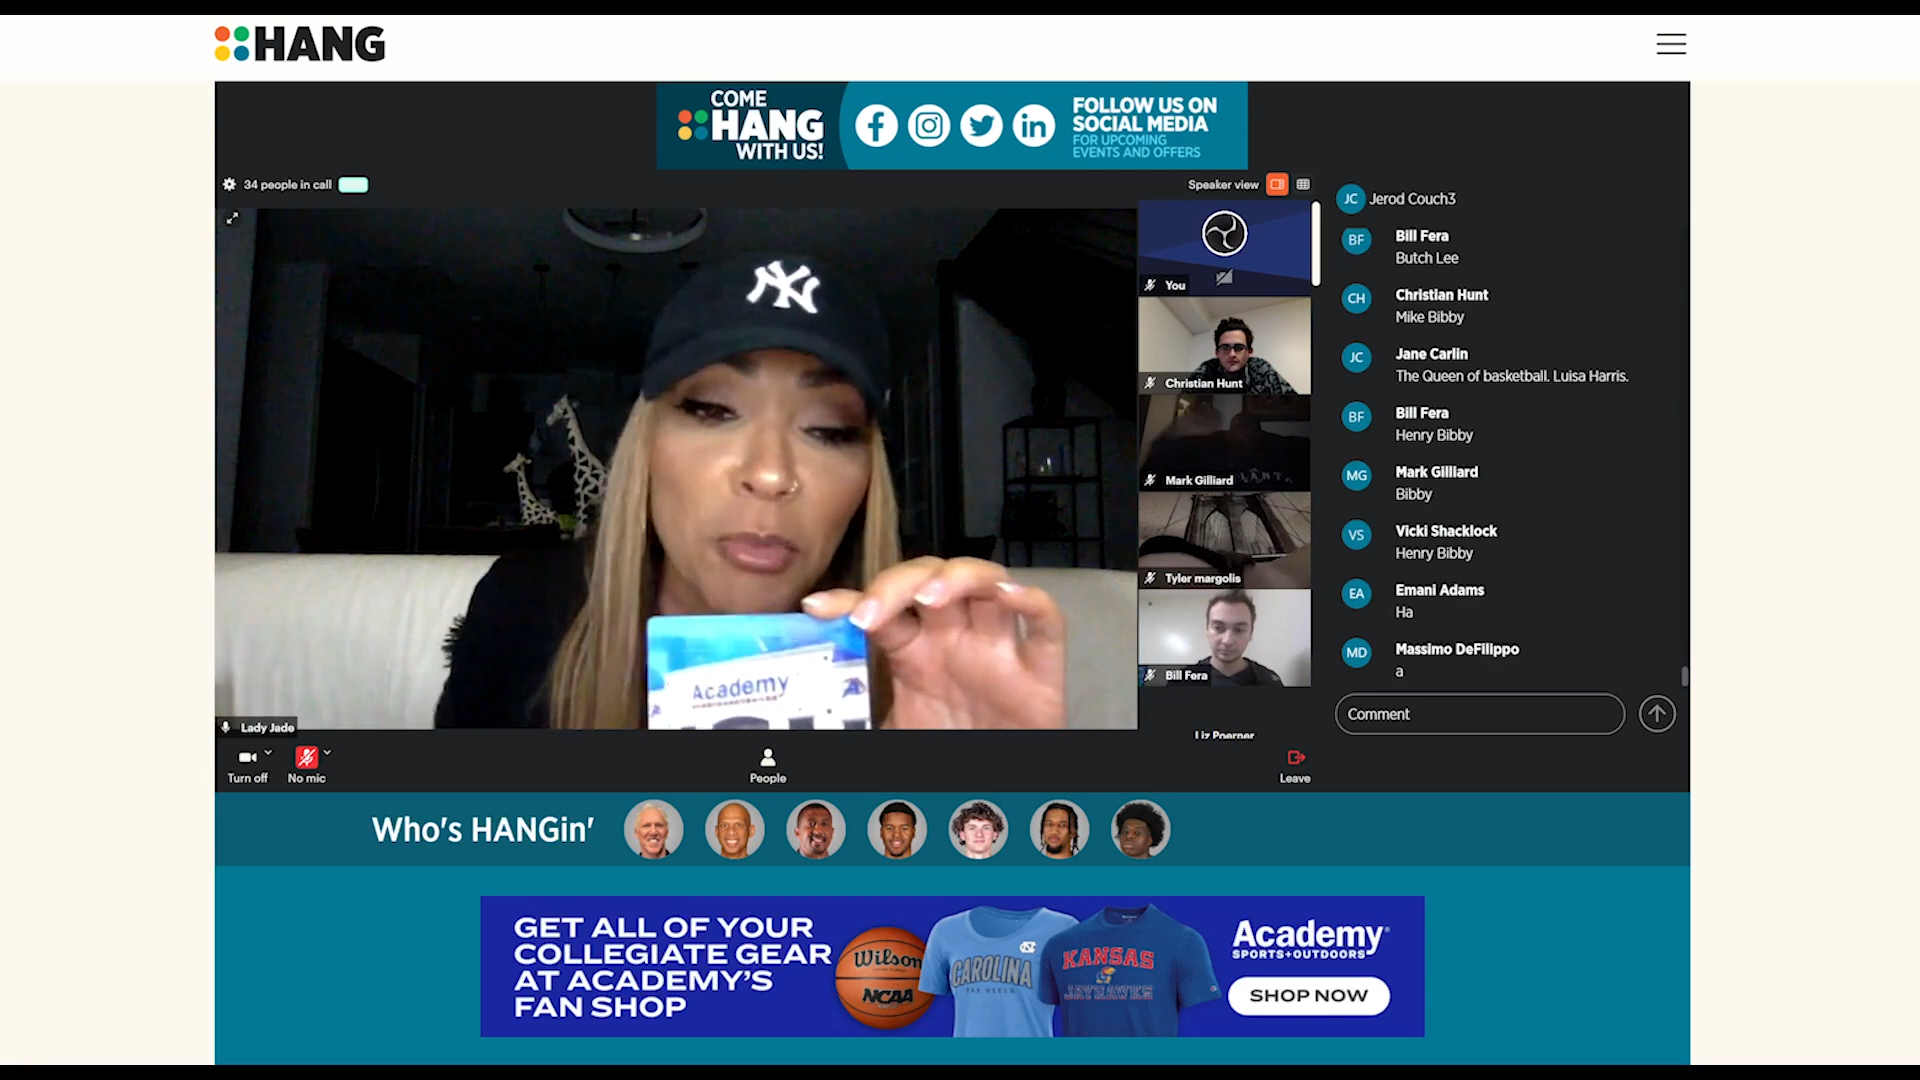 HANG
COME
HANG
WITH US!
FOLLOW US ON
SOCIAL MEDIA
FOR UPCOMING
EVENTS AND OFFERS
34 people in call
Speaker view
NY
Academy
Lady Jade
You
Christian Hunt
Mark Gilliard
Tyler margolis
Bill Fera
Liz Poerner
JC Jerod Couch3
BF Bill Fera
Butch Lee
CH Christian Hunt
Mike Bibby
JC Jane Carlin
The Queen of basketball. Luisa Harris.
BF Bill Fera
Henry Bibby
MG Mark Gilliard
Bibby
VS Vicki Shacklock
Henry Bibby
EA Emani Adams
Ha
MD Massimo DeFilippo
a
Comment
Turn off
No mic
People
Leave
Who's HANGin'
GET ALL OF YOUR
COLLEGIATE GEAR
AT ACADEMY'S
FAN SHOP
Wilson
NCAA
NC
CAROLINA
TAR HEELS
KANSAS
JAYHAWKS
Academy
SPORTS+OUTDOORS
SHOP NOW